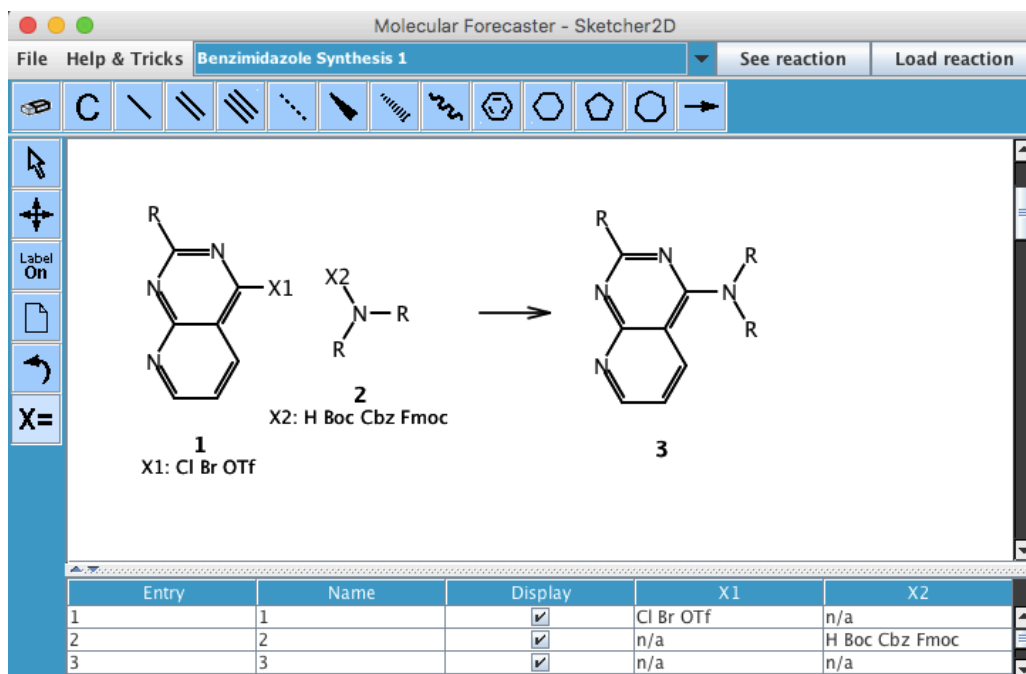 Molecular Forecaster - Sketcher2D
File Help & Tricks Benzimidazole Synthesis 1 See reaction Load reaction
C
Label
On
X=
R
N
N
X1
N
X2
N R
R
1
X1: Cl Br OTf
2
X2: H Boc Cbz Fmoc
R
N
N
N
R
N
R
3
Entry Name Display X1 X2
1 1 Cl Br OTf n/a
2 2 n/a H Boc Cbz Fmoc
3 3 n/a n/a